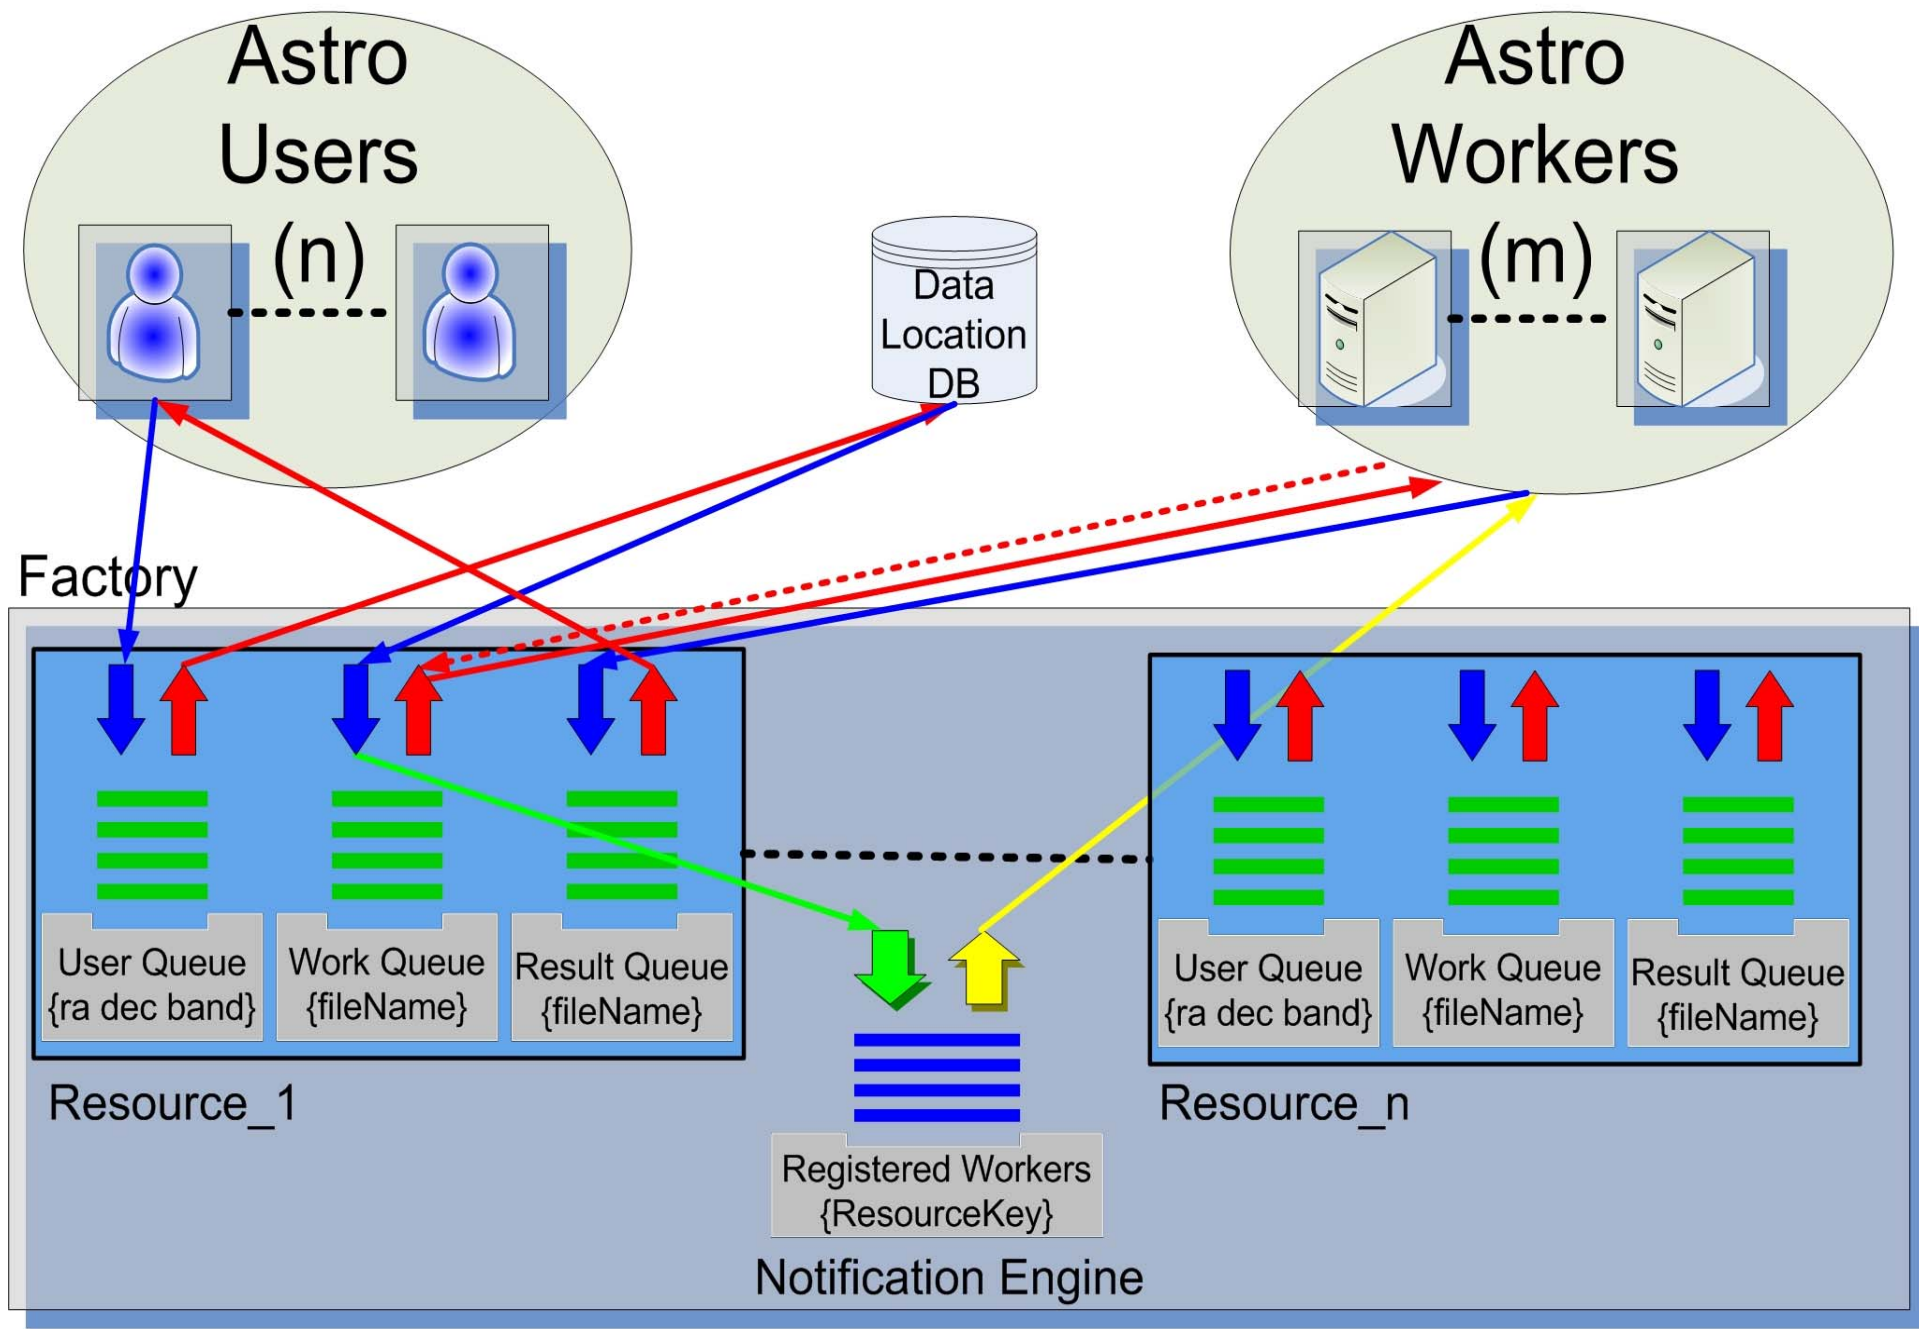 Astro
Users
(n)
Data
Location
DB
Astro
Workers
(m)
Factory
User Queue
{ra dec band}
Work Queue
{fileName}
Result Queue
{fileName}
Resource_1
User Queue
{ra dec band}
Work Queue
{fileName}
Result Queue
{fileName}
Resource_n
Registered Workers
{ResourceKey}
Notification Engine